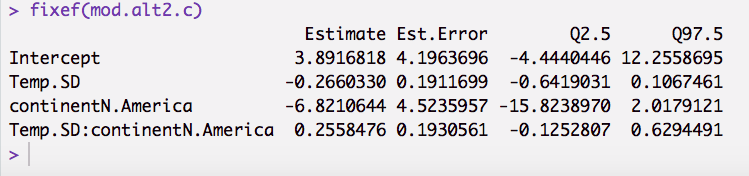 > fixef(mod.alt2.c)
Estimate Est.Error Q2.5 Q97.5
Intercept 3.8916818 4.1963696 -4.4440446 12.2558695
Temp.SD -0.2660330 0.1911699 -0.6419031 0.1067461
continentN.America -6.8210644 4.5235957 -15.8238970 2.0179121
Temp.SD:continentN.America 0.2558476 0.1930561 -0.1252807 0.6294491
>